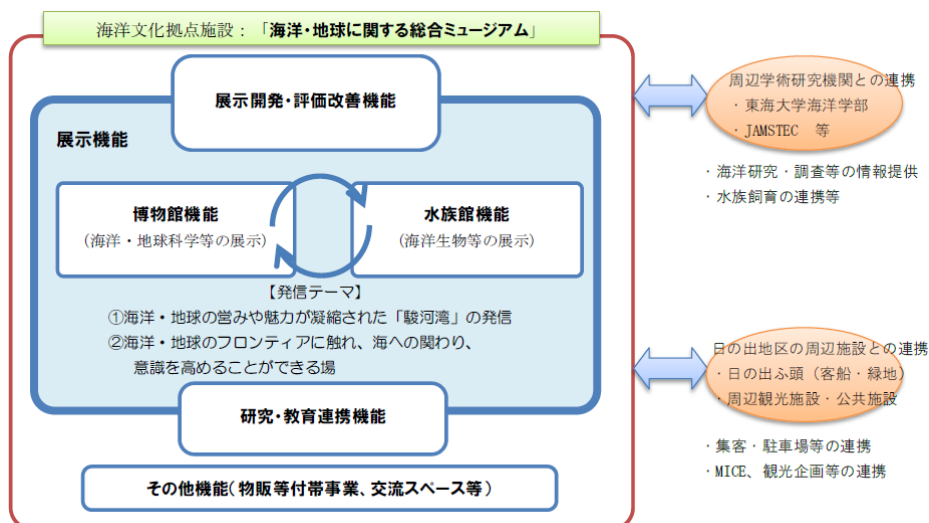 海洋文化拠点施設：「海洋・地球に関する総合ミュージアム」
展示開発・評価改善機能
展示機能
博物館機能
（海洋・地球科学等の展示）
水族館機能
（海洋生物等の展示）
【発信テーマ】
①海洋・地球の営みや魅力が凝縮された「駿河湾」の発信
②海洋・地球のフロンティアに触れ、海への関わり、
意識を高めることができる場
研究・教育連携機能
その他機能（物販等付帯事業、交流スペース等）
周辺学術研究機関との連携
・東海大学海洋学部
・JAMSTEC　等
・海洋研究・調査等の情報提供
・水族飼育の連携等
日の出地区の周辺施設との連携
・日の出ふ頭（客船・緑地）
・周辺観光施設・公共施設
・集客・駐車場等の連携
・MICE、観光企画等の連携